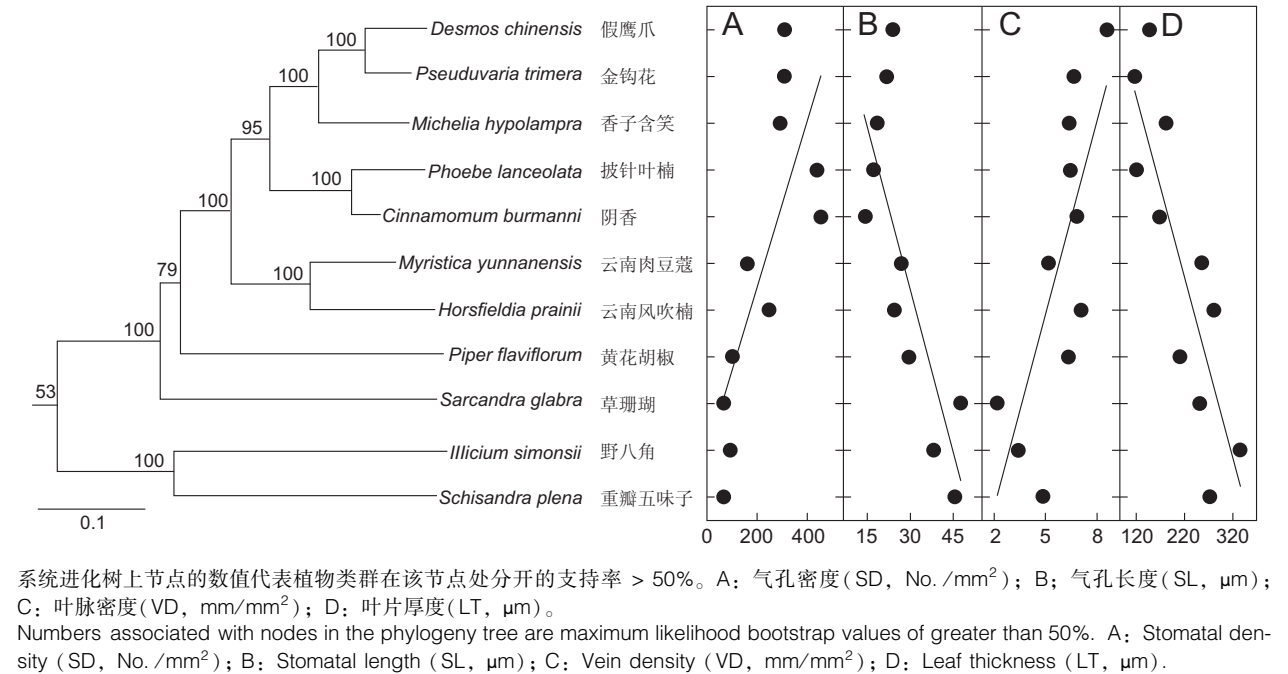 A B C D
100 Desmos chinensis 假鹰爪
100 Pseuduvaria trimera 金钩花
95 Michelia hypolampra 香子含笑
100 Phoebe lanceolata 披针叶楠
100 Cinnamomum burmanni 阴香
79 Myristica yunnanensis 云南肉豆蔻
100 Horsfieldia prainii 云南风吹楠
100 Piper flaviflorum 黄花胡椒
53 Sarcandra glabra 草珊瑚
100 Illicium simonsii 野八角
Schisandra plena 重瓣五味子
0.1
0 200 400 15 30 45 2 5 8 120 220 320
系统进化树上节点的数值代表植物类群在该节点处分开的支持率 > 50%。A：气孔密度(SD，No./mm²)；B；气孔长度(SL，μm)；
C：叶脉密度(VD，mm/mm²)；D：叶片厚度(LT，μm)。
Numbers associated with nodes in the phylogeny tree are maximum likelihood bootstrap values of greater than 50%. A：Stomatal den-
sity (SD，No./mm²)；B：Stomatal length (SL，μm)；C：Vein density (VD，mm/mm²)；D：Leaf thickness (LT，μm).